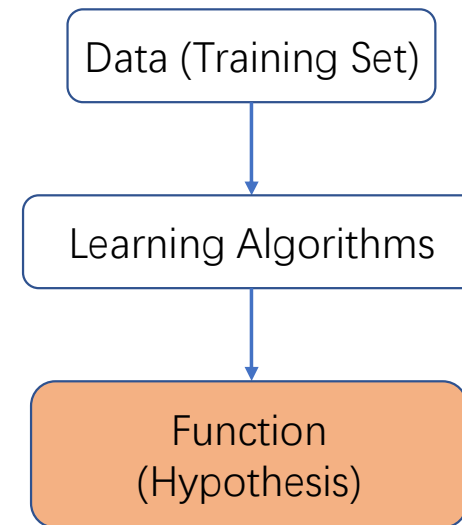 Data (Training Set)
Learning Algorithms
Function
(Hypothesis)